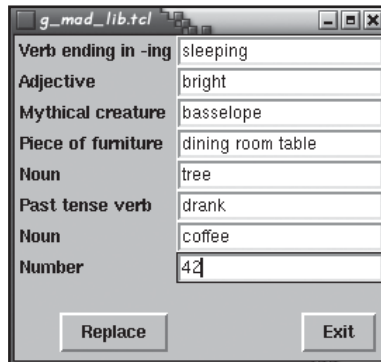 g_mad_lib.tcl
Verb ending in -ing sleeping
Adjective bright
Mythical creature basselope
Piece of furniture dining room table
Noun tree
Past tense verb drank
Noun coffee
Number 42
Replace Exit